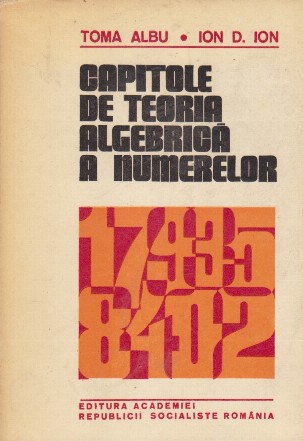 TOMA ALBU • ION D. ION
CAPITOLE
DE TEORIA
ALGEBRICĂ
A NUMERELOR
17935
8402
EDITURA ACADEMIEI
REPUBLICII SOCIALISTE ROMÂNIA